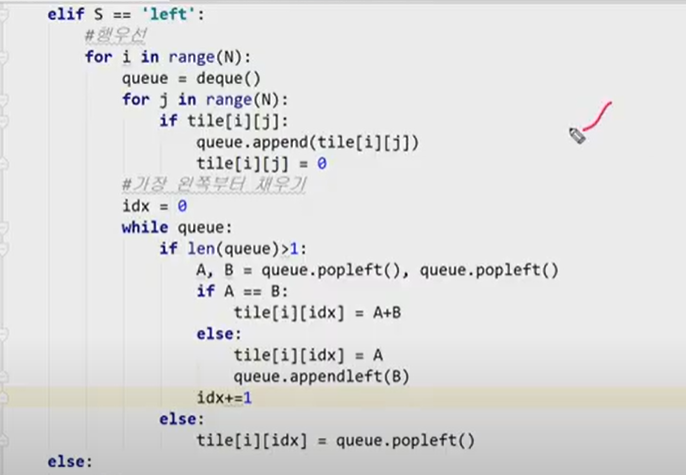 elif S == 'left':
#행우선
for i in range(N):
queue = deque()
for j in range(N):
if tile[i][j]:
queue.append(tile[i][j])
tile[i][j] = 0
#가장 왼쪽부터 채우기
idx = 0
while queue:
if len(queue)>1:
A, B = queue.popleft(), queue.popleft()
if A == B:
tile[i][idx] = A+B
else:
tile[i][idx] = A
queue.appendleft(B)
idx+=1
else:
tile[i][idx] = queue.popleft()
else: